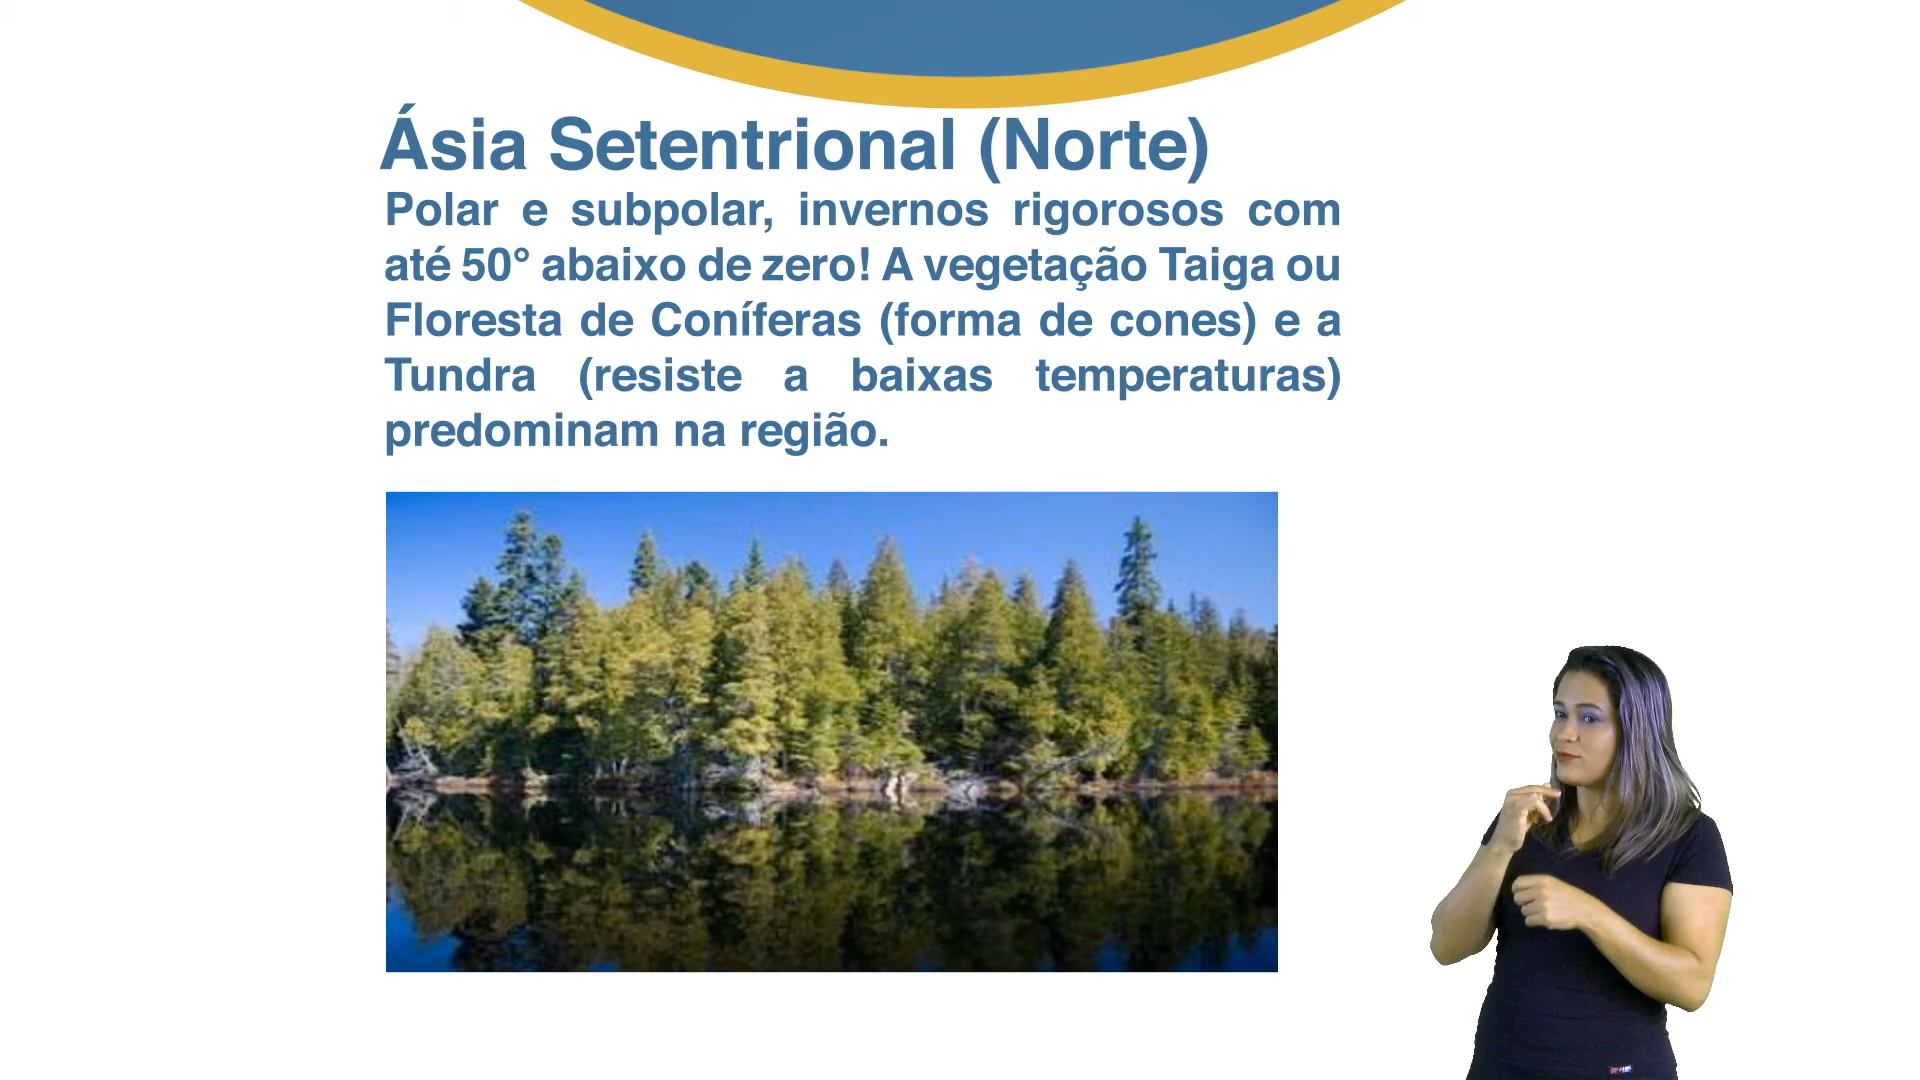 Ásia Setentrional (Norte)
Polar e subpolar, invernos rigorosos com
até 50° abaixo de zero! A vegetação Taiga ou
Floresta de Coníferas (forma de cones) e a
Tundra (resiste a baixas temperaturas)
predominam na região.